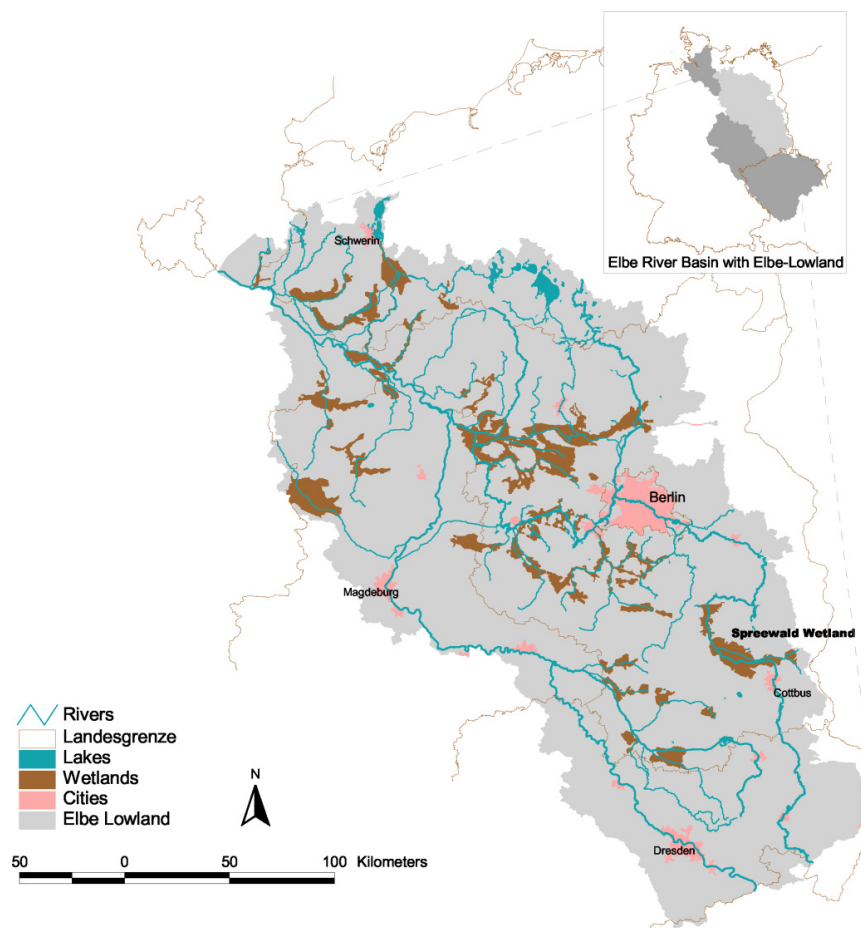 Elbe River Basin with Elbe-Lowland
Schwerin
Berlin
Magdeburg
Spreewald Wetland
Cottbus
Dresden
Rivers
Landesgrenze
Lakes
Wetlands
Cities
Elbe Lowland
N
50 0 50 100 Kilometers